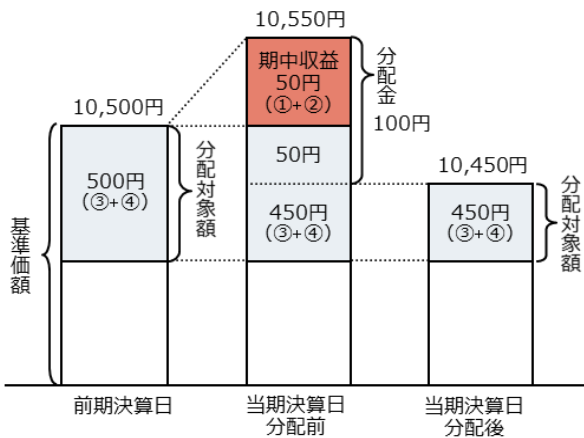 10,550円
期中収益
50円
(①+②)
分配金
100円
10,500円
500円
(③+④)
分配対象額
50円
450円
(③+④)
10,450円
450円
(③+④)
分配対象額
基準価額
前期決算日
当期決算日
分配前
当期決算日
分配後